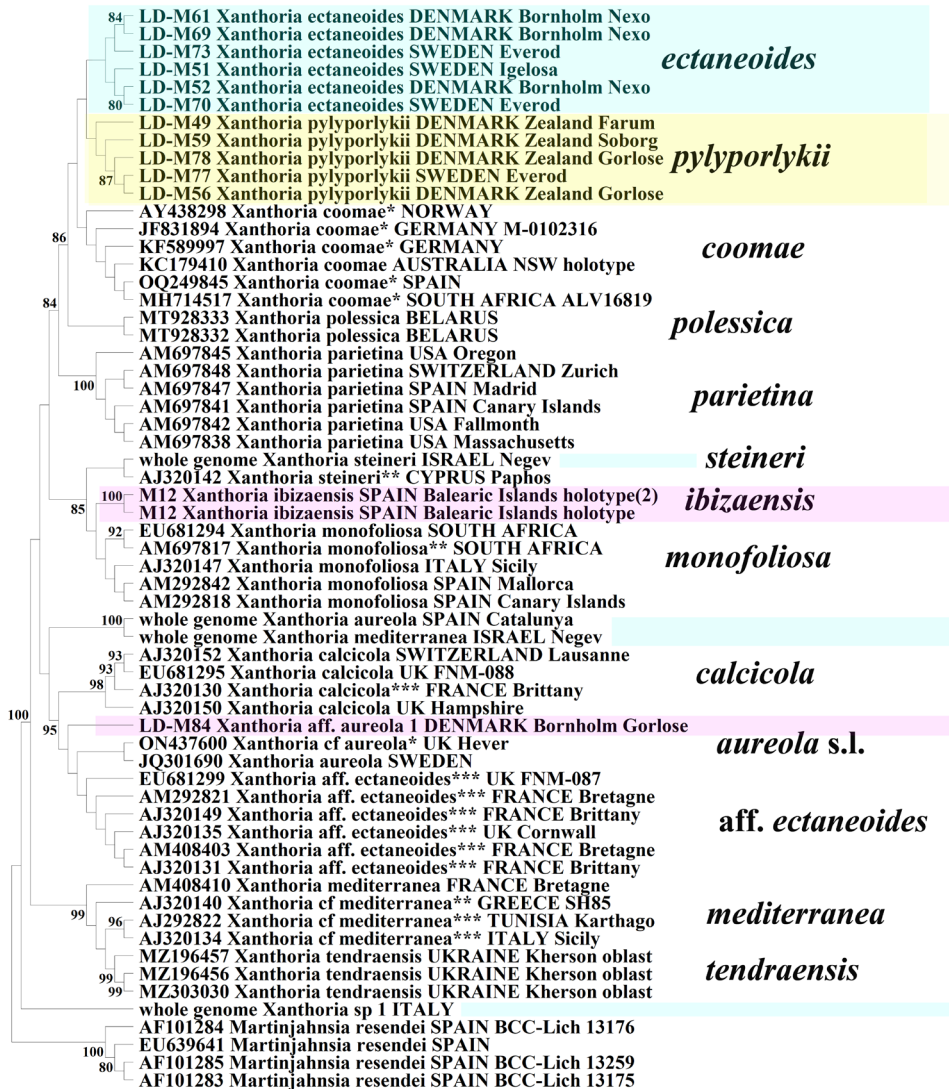 84
LD-M61 Xanthoria ectaneoides DENMARK Bornholm Nexo
LD-M69 Xanthoria ectaneoides DENMARK Bornholm Nexo
LD-M73 Xanthoria ectaneoides SWEDEN Everod
ectaneoides
LD-M51 Xanthoria ectaneoides SWEDEN Igelosa
LD-M52 Xanthoria ectaneoides DENMARK Bornholm Nexo
80
LD-M70 Xanthoria ectaneoides SWEDEN Everod
LD-M49 Xanthoria pylyporlykii DENMARK Zealand Farum
LD-M59 Xanthoria pylyporlykii DENMARK Zealand Soborg
LD-M78 Xanthoria pylyporlykii DENMARK Zealand Gorlose
pylyporlykii
87
LD-M77 Xanthoria pylyporlykii SWEDEN Everod
LD-M56 Xanthoria pylyporlykii DENMARK Zealand Gorlose
AY438298 Xanthoria coomae* NORWAY
JF831894 Xanthoria coomae* GERMANY M-0102316
86
KF589997 Xanthoria coomae* GERMANY
coomae
KC179410 Xanthoria coomae AUSTRALIA NSW holotype
OQ249845 Xanthoria coomae* SPAIN
84
MH714517 Xanthoria coomae* SOUTH AFRICA ALV16819
MT928333 Xanthoria polessica BELARUS
polessica
MT928332 Xanthoria polessica BELARUS
AM697845 Xanthoria parietina USA Oregon
AM697848 Xanthoria parietina SWITZERLAND Zurich
100
AM697847 Xanthoria parietina SPAIN Madrid
parietina
AM697841 Xanthoria parietina SPAIN Canary Islands
AM697842 Xanthoria parietina USA Fallmonth
AM697838 Xanthoria parietina USA Massachusetts
whole genome Xanthoria steineri ISRAEL Negev
steineri
AJ320142 Xanthoria steineri** CYPRUS Paphos
100
M12 Xanthoria ibizaensis SPAIN Balearic Islands holotype(2)
ibizaensis
85
M12 Xanthoria ibizaensis SPAIN Balearic Islands holotype
92
EU681294 Xanthoria monofoliosa SOUTH AFRICA
AM697817 Xanthoria monofoliosa** SOUTH AFRICA
monofoliosa
AJ320147 Xanthoria monofoliosa ITALY Sicily
AM292842 Xanthoria monofoliosa SPAIN Mallorca
AM292818 Xanthoria monofoliosa SPAIN Canary Islands
100
whole genome Xanthoria aureola SPAIN Catalunya
whole genome Xanthoria mediterranea ISRAEL Negev
93
AJ320152 Xanthoria calcicola SWITZERLAND Lausanne
93
EU681295 Xanthoria calcicola UK FNM-088
calcicola
98
AJ320130 Xanthoria calcicola*** FRANCE Brittany
AJ320150 Xanthoria calcicola UK Hampshire
100
LD-M84 Xanthoria aff. aureola 1 DENMARK Bornholm Gorlose
95
ON437600 Xanthoria cf aureola* UK Hever
aureola s.l.
JQ301690 Xanthoria aureola SWEDEN
EU681299 Xanthoria aff. ectaneoides*** UK FNM-087
AM292821 Xanthoria aff. ectaneoides*** FRANCE Bretagne
AJ320149 Xanthoria aff. ectaneoides*** FRANCE Brittany
aff. ectaneoides
AJ320135 Xanthoria aff. ectaneoides*** UK Cornwall
AM408403 Xanthoria aff. ectaneoides*** FRANCE Bretagne
AJ320131 Xanthoria aff. ectaneoides*** FRANCE Brittany
AM408410 Xanthoria mediterranea FRANCE Bretagne
99
AJ320140 Xanthoria cf mediterranea** GREECE SH85
mediterranea
96
AJ292822 Xanthoria cf mediterranea*** TUNISIA Karthago
AJ320134 Xanthoria cf mediterranea*** ITALY Sicily
MZ196457 Xanthoria tendraensis UKRAINE Kherson oblast
tendraensis
99
MZ196456 Xanthoria tendraensis UKRAINE Kherson oblast
99
MZ303030 Xanthoria tendraensis UKRAINE Kherson oblast
whole genome Xanthoria sp 1 ITALY
AF101284 Martinjahnsia resendei SPAIN BCC-Lich 13176
100
EU639641 Martinjahnsia resendei SPAIN
80
AF101285 Martinjahnsia resendei SPAIN BCC-Lich 13259
AF101283 Martinjahnsia resendei SPAIN BCC-Lich 13175